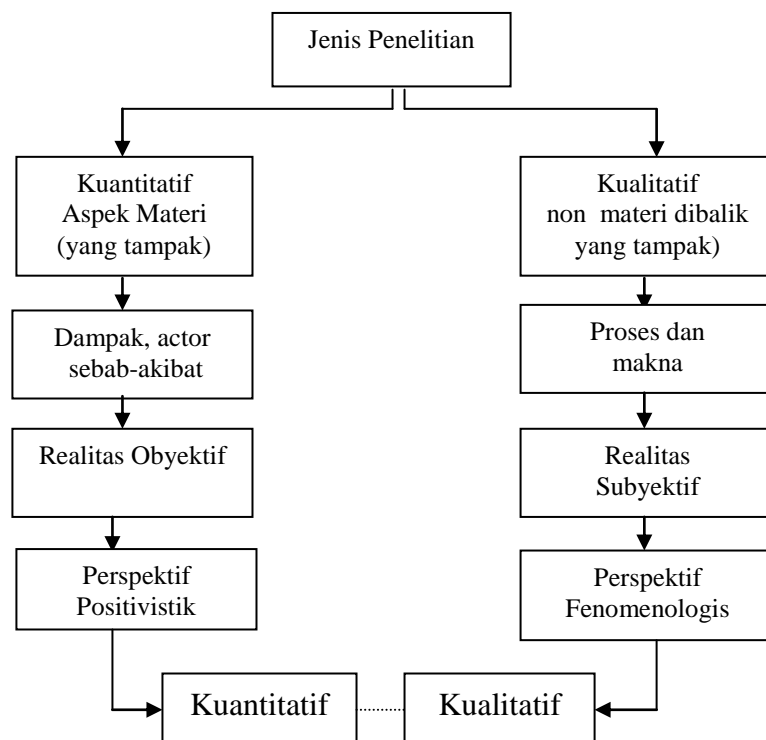 Jenis Penelitian
Kuantitatif
Aspek Materi
(yang tampak)
Kualitatif
non materi dibalik
yang tampak)
Dampak, actor
sebab-akibat
Proses dan
makna
Realitas Obyektif
Realitas
Subyektif
Perspektif
Positivistik
Perspektif
Fenomenologis
Kuantitatif
Kualitatif